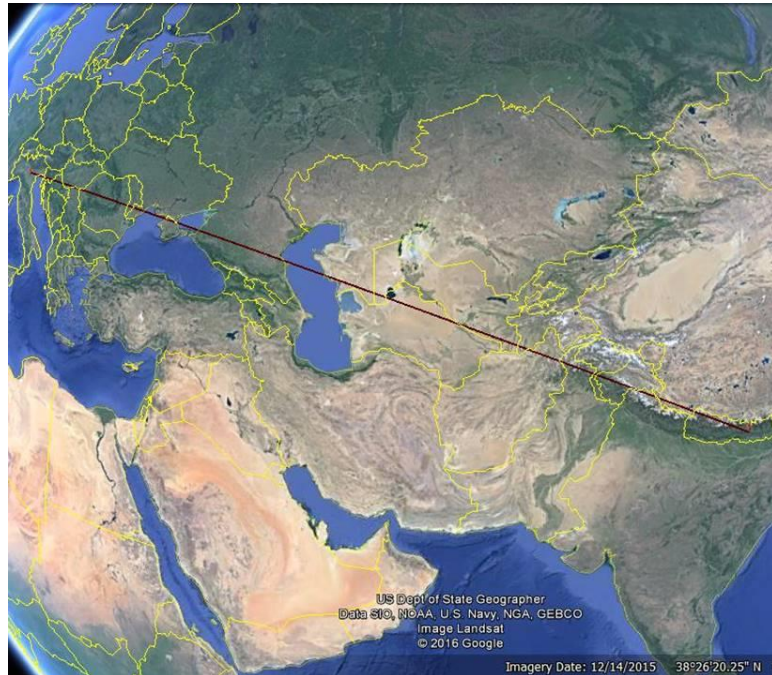 US Dept of State Geographer
Data SIO, NOAA, U.S. Navy, NGA, GEBCO
Image Landsat
© 2016 Google
Imagery Date: 12/14/2015 38°26'20.25" N